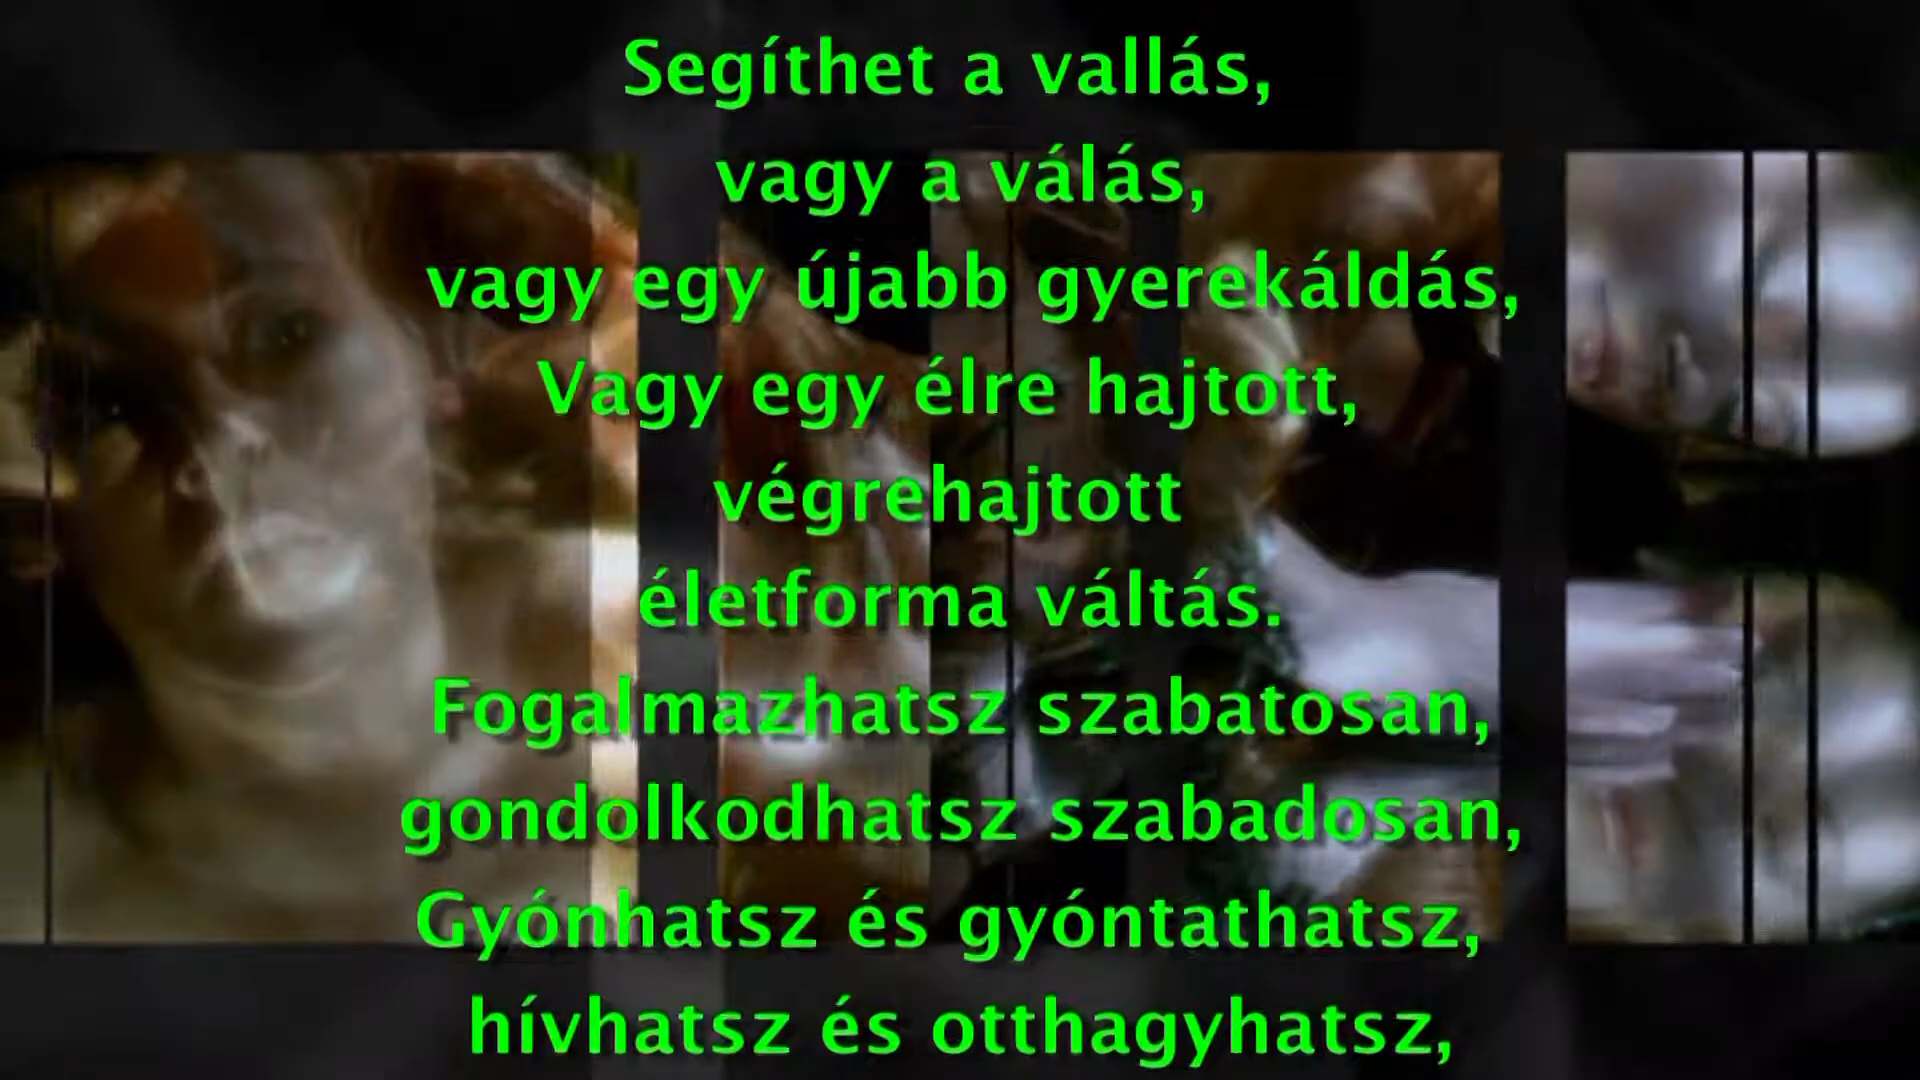 Segíthet a vallás,
vagy a válás,
vagy egy újabb gyerekáldás,
Vagy egy élre hajtott,
végrehajtott
életforma váltás.
Fogalmazhatsz szabatosan,
gondolkodhatsz szabadosan,
Gyónhatsz és gyóntathatsz,
hívhatsz és otthagyhatsz,